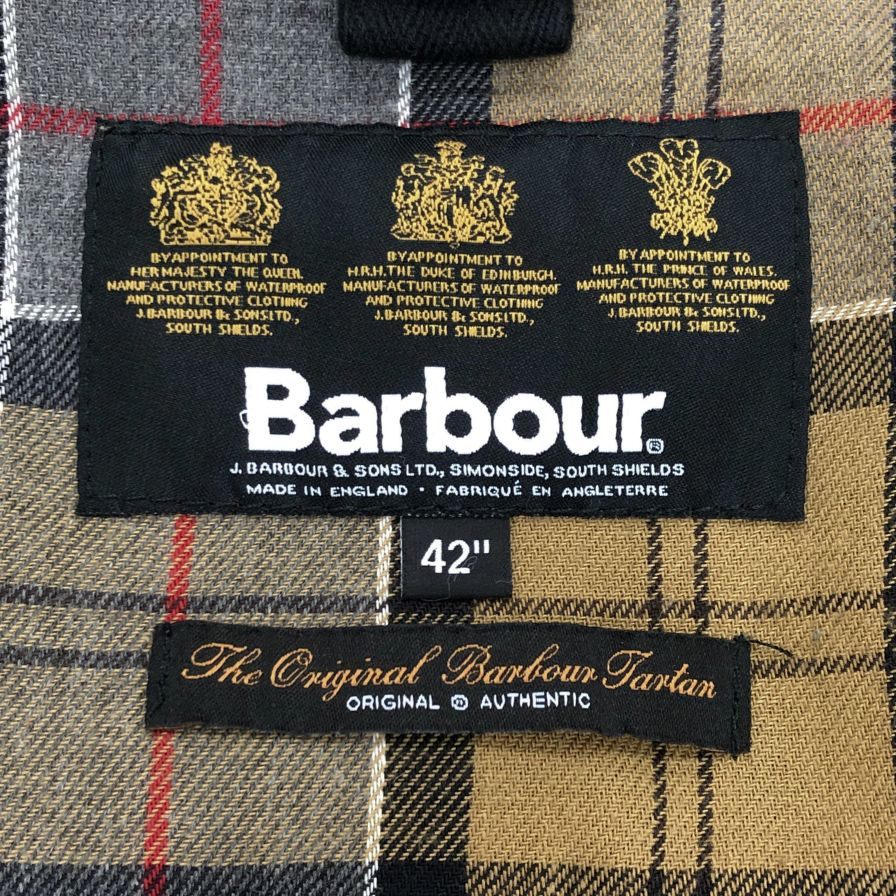 BY APPOINTMENT TO
HER MAJESTY THE QUEEN.
MANUFACTURERS OF WATERPROOF
AND PROTECTIVE CLOTHING
J. BARBOUR & SONS LTD.,
SOUTH SHIELDS.
BY APPOINTMENT TO
H.R.H. THE DUKE OF EDINBURGH.
MANUFACTURERS OF WATERPROOF
AND PROTECTIVE CLOTHING
J. BARBOUR & SONS LTD.,
SOUTH SHIELDS.
BY APPOINTMENT TO
H.R.H. THE PRINCE OF WALES.
MANUFACTURERS OF WATERPROOF
AND PROTECTIVE CLOTHING
J. BARBOUR & SONS LTD.,
SOUTH SHIELDS.
Barbour®
J. BARBOUR & SONS LTD., SIMONSIDE, SOUTH SHIELDS
MADE IN ENGLAND · FABRIQUÉ EN ANGLETERRE
42"
The Original Barbour Tartan
ORIGINAL ® AUTHENTIC